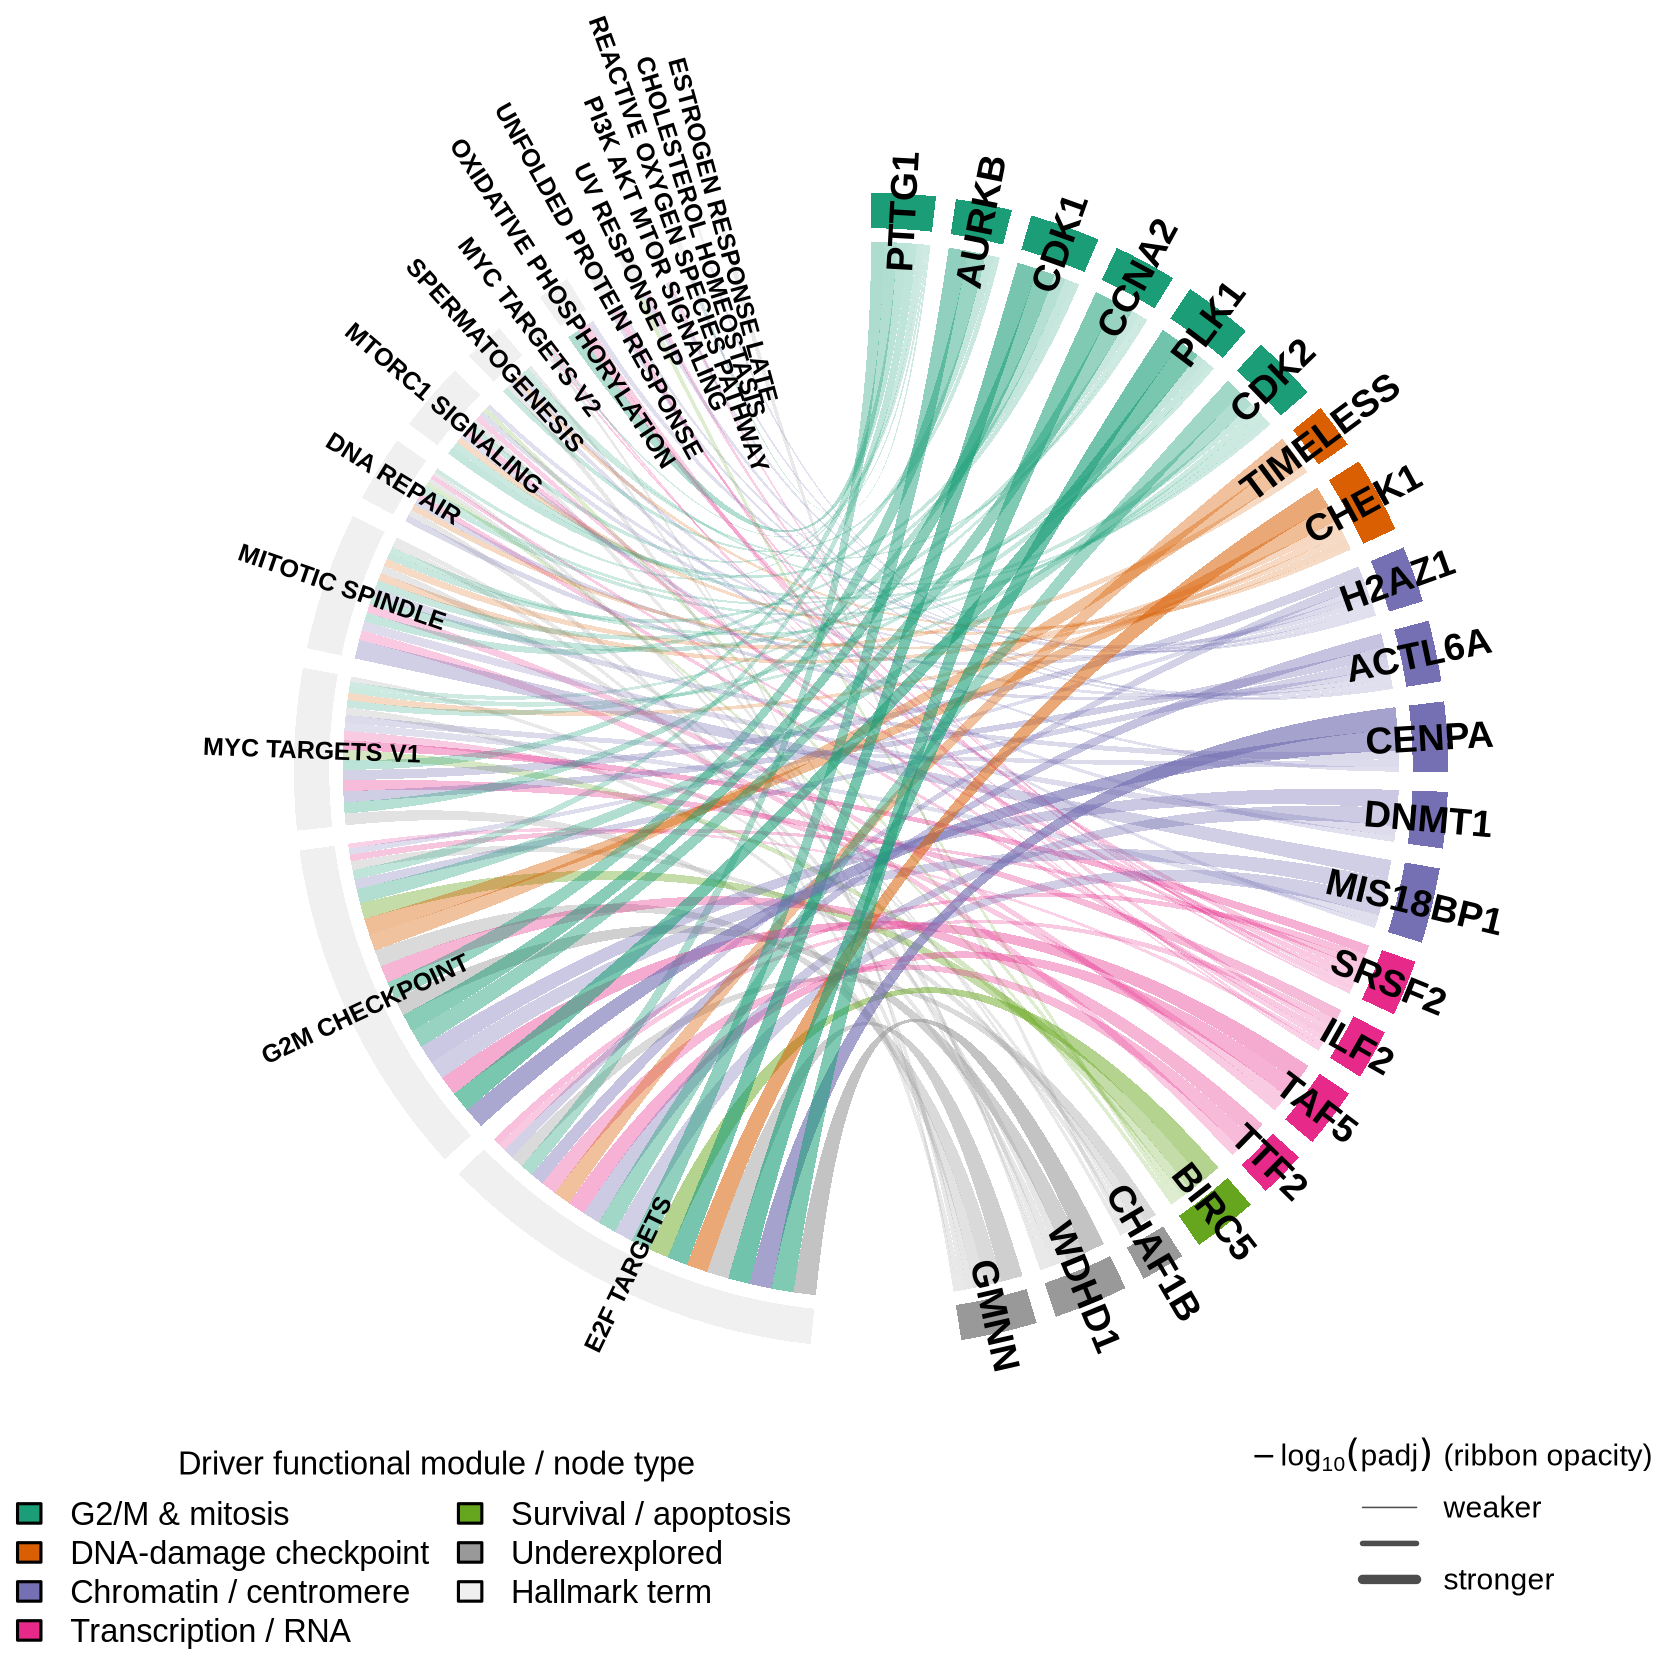 REACTIVE OXYGEN SPECIES PATHWAY
CHOLESTEROL HOMEOSTASIS
ESTROGEN RESPONSE LATE
PI3K AKT MTOR SIGNALING
UV RESPONSE UP
UNFOLDED PROTEIN RESPONSE
OXIDATIVE PHOSPHORYLATION
MYC TARGETS V2
SPERMATOGENESIS
MTORC1 SIGNALING
DNA REPAIR
MITOTIC SPINDLE
MYC TARGETS V1
G2M CHECKPOINT
E2F TARGETS
PTTG1
AURKB
CDK1
CCNA2
PLK1
CDK2
TIMELESS
CHEK1
H2AZ1
ACTL6A
CENPA
DNMT1
MIS18BP1
SRSF2
ILF2
TAF5
TTF2
BIRC5
CHAF1B
WDHD1
GMNN
Driver functional module / node type
G2/M & mitosis
DNA-damage checkpoint
Chromatin / centromere
Transcription / RNA
Survival / apoptosis
Underexplored
Hallmark term
− log₁₀(padj) (ribbon opacity)
weaker
stronger